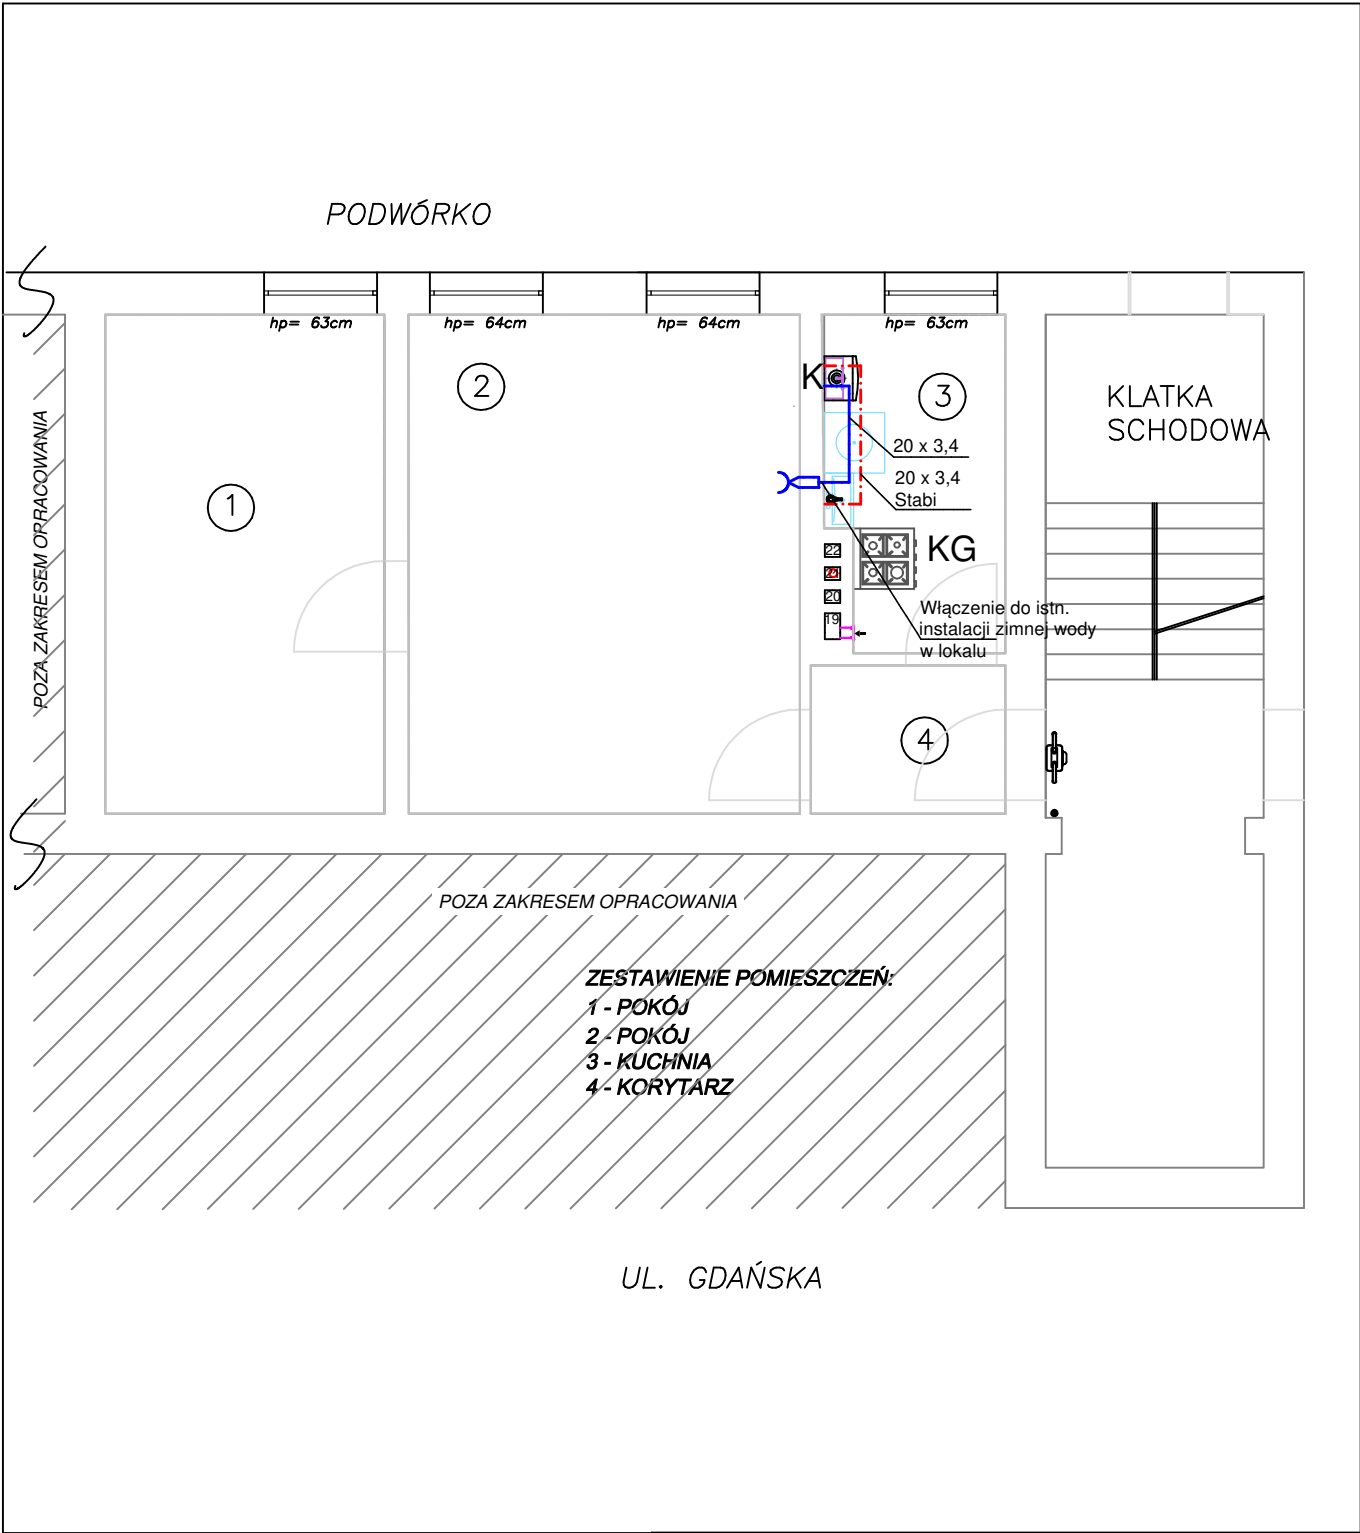 PODWÓRKO
hp= 63cm
hp= 64cm
hp= 64cm
hp= 63cm
POZA ZAKRESEM OPRACOWANIA
1
2
K
3
KLATKA
SCHODOWA
20 x 3,4
20 x 3,4
Stabi
KG
22
20
19
Włączenie do istn.
instalacji zimnej wody
w lokalu
4
POZA ZAKRESEM OPRACOWANIA
ZESTAWIENIE POMIESZCZEŃ:
1 - POKÓJ
2 - POKÓJ
3 - KUCHNIA
4 - KORYTARZ
UL. GDAŃSKA